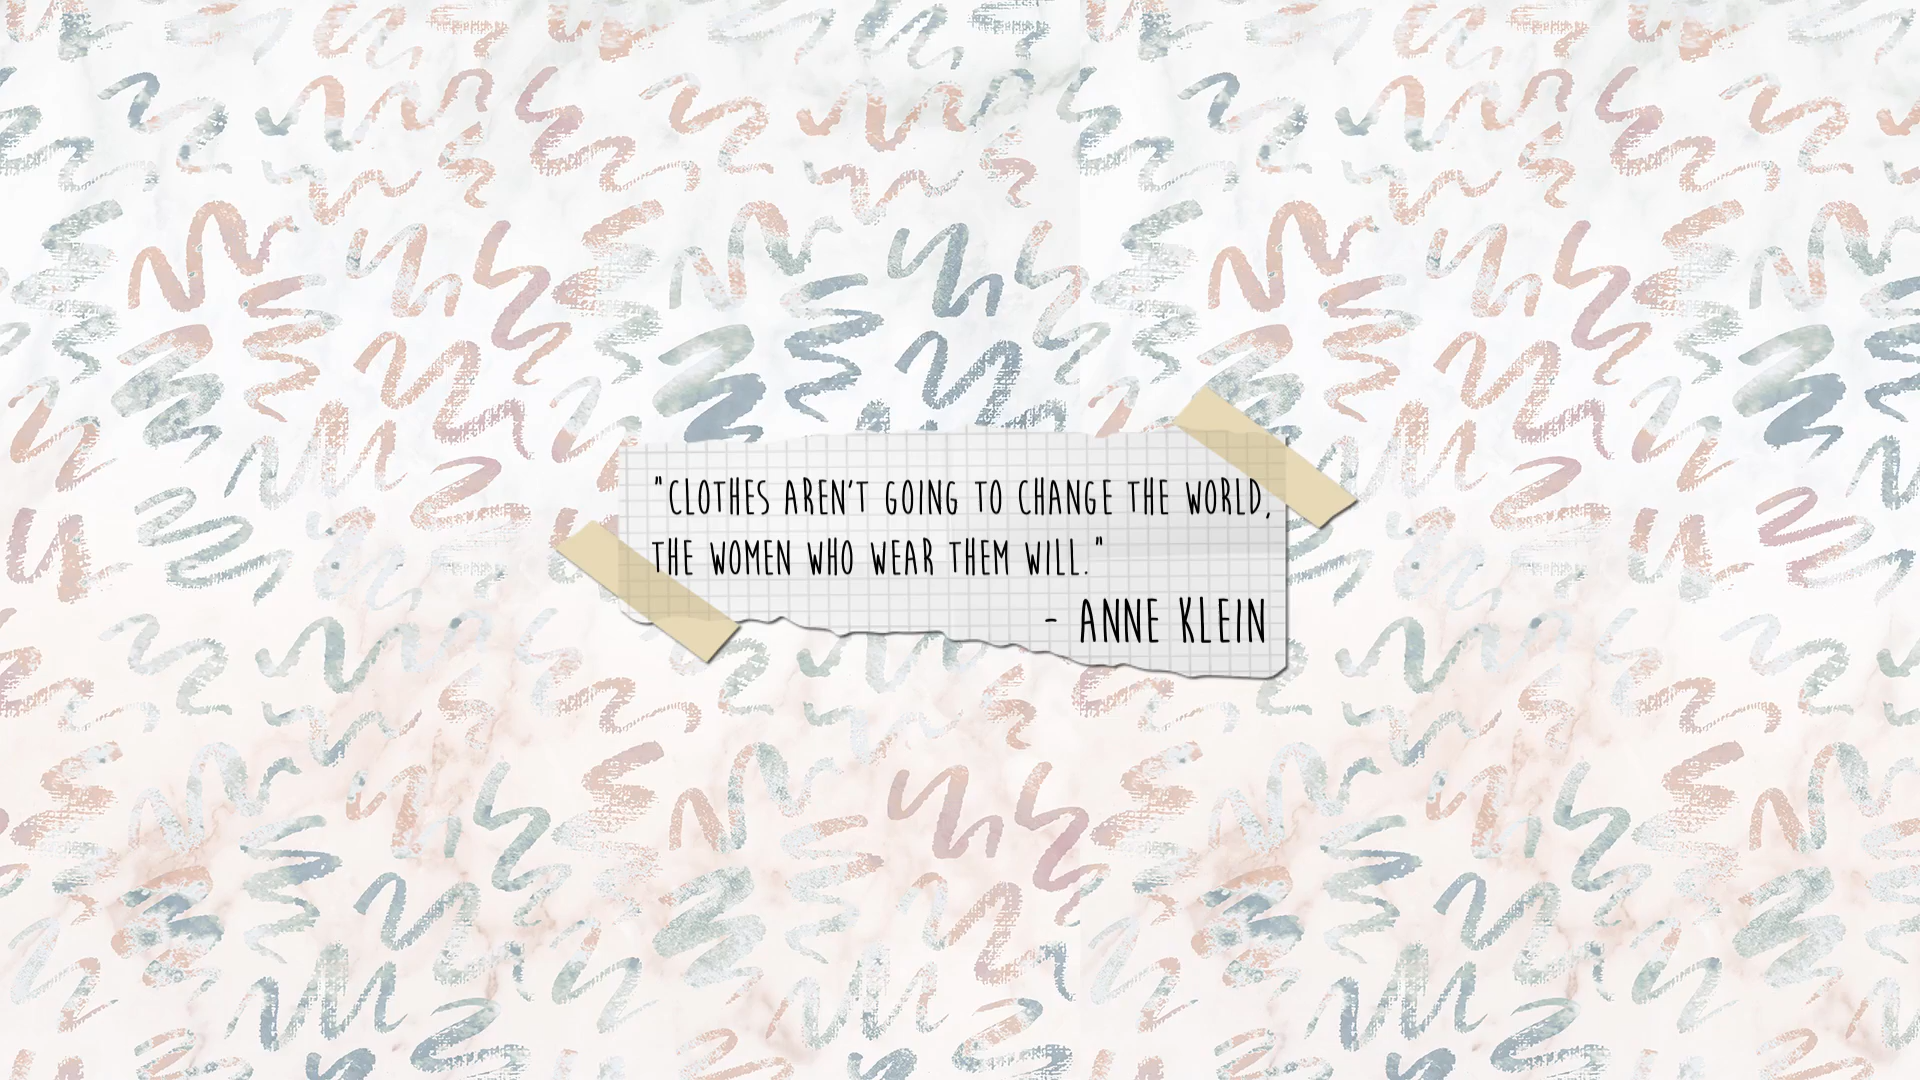 "CLOTHES AREN'T GOING TO CHANGE THE WORLD,
THE WOMEN WHO WEAR THEM WILL."
- ANNE KLEIN